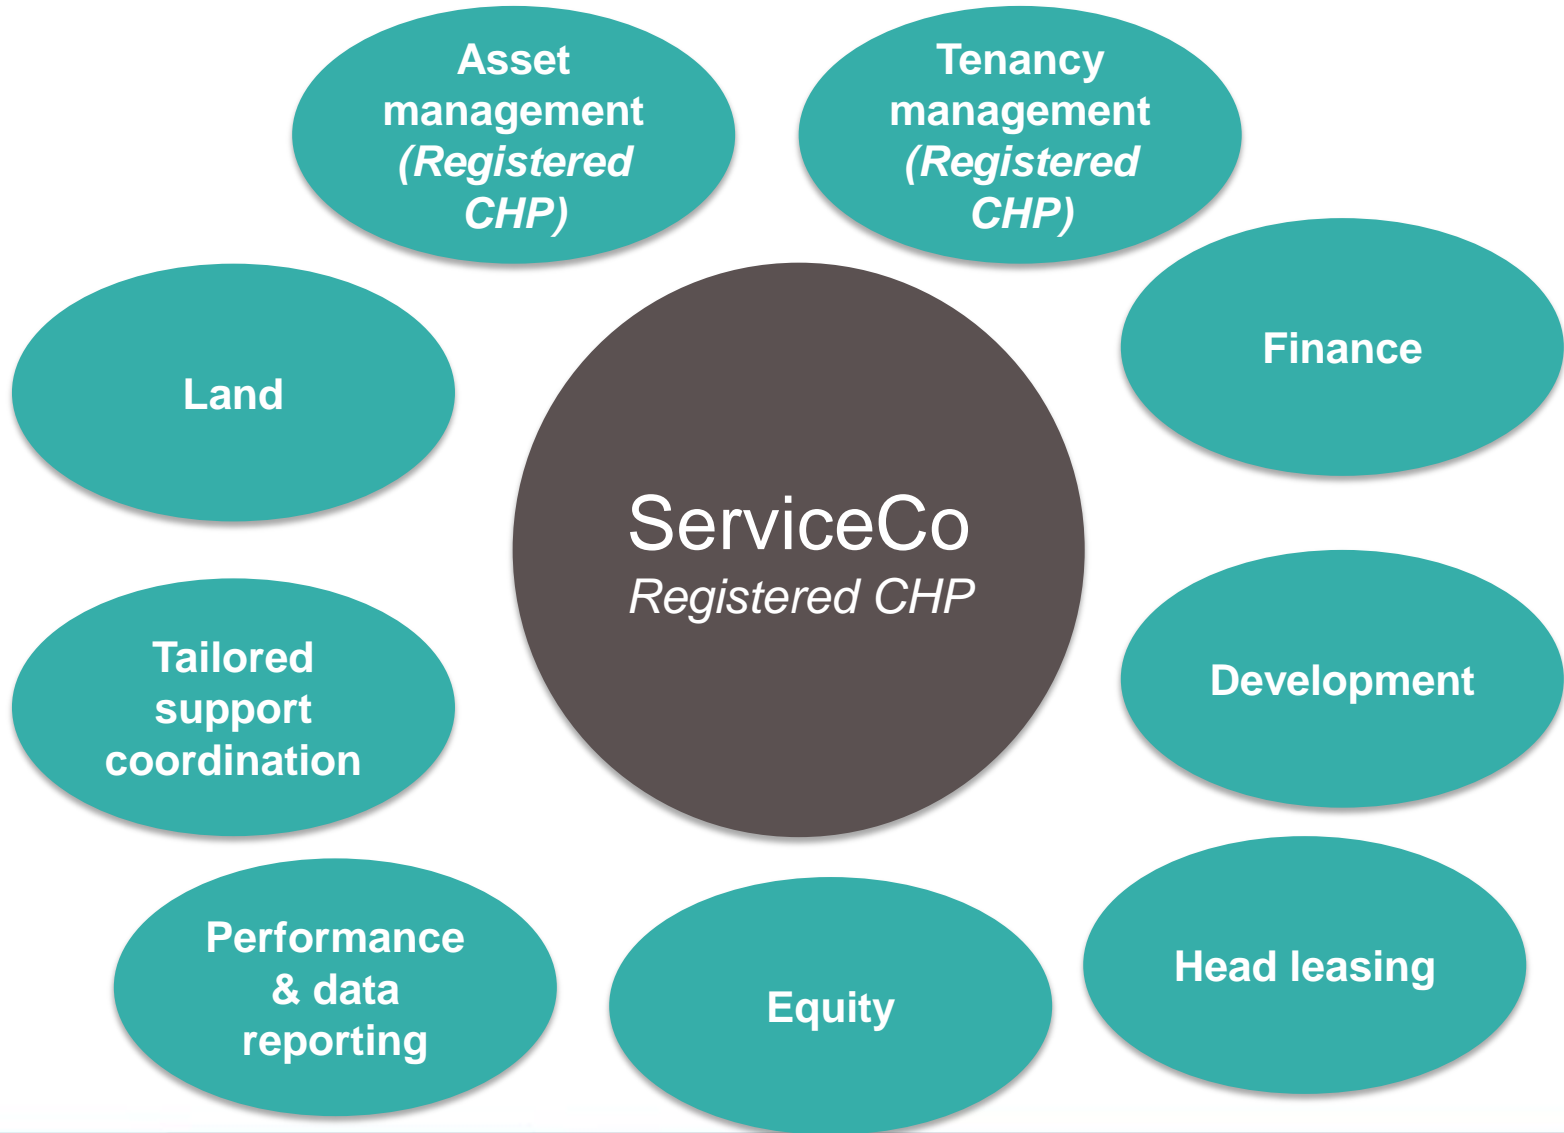 Asset
management
(Registered
CHP)
Tenancy
management
(Registered
CHP)
Land
Finance
ServiceCo
Registered CHP
Tailored
support
coordination
Development
Performance
& data
reporting
Equity
Head leasing